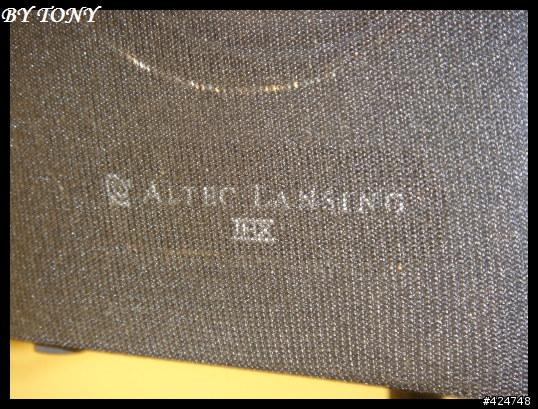 BY TONY
ALTEC LANSING
THX
#424748